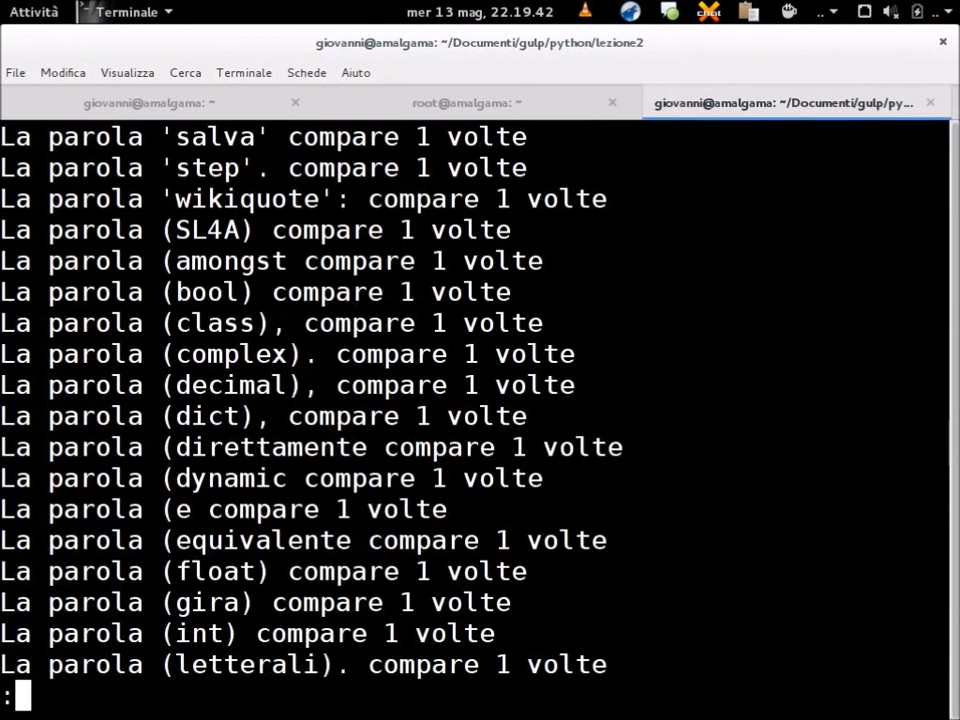 Attività Terminale mer 13 mag, 22.19.42 ..
giovanni@amalgama: ~/Documenti/gulp/python/lezione2
File Modifica Visualizza Cerca Terminale Schede Aiuto
giovanni@amalgama: ~ root@amalgama: ~ giovanni@amalgama: ~/Documenti/gulp/py...
La parola 'salva' compare 1 volte
La parola 'step'. compare 1 volte
La parola 'wikiquote': compare 1 volte
La parola (SL4A) compare 1 volte
La parola (amongst compare 1 volte
La parola (bool) compare 1 volte
La parola (class), compare 1 volte
La parola (complex). compare 1 volte
La parola (decimal), compare 1 volte
La parola (dict), compare 1 volte
La parola (direttamente compare 1 volte
La parola (dynamic compare 1 volte
La parola (e compare 1 volte
La parola (equivalente compare 1 volte
La parola (float) compare 1 volte
La parola (gira) compare 1 volte
La parola (int) compare 1 volte
La parola (letterali). compare 1 volte
: